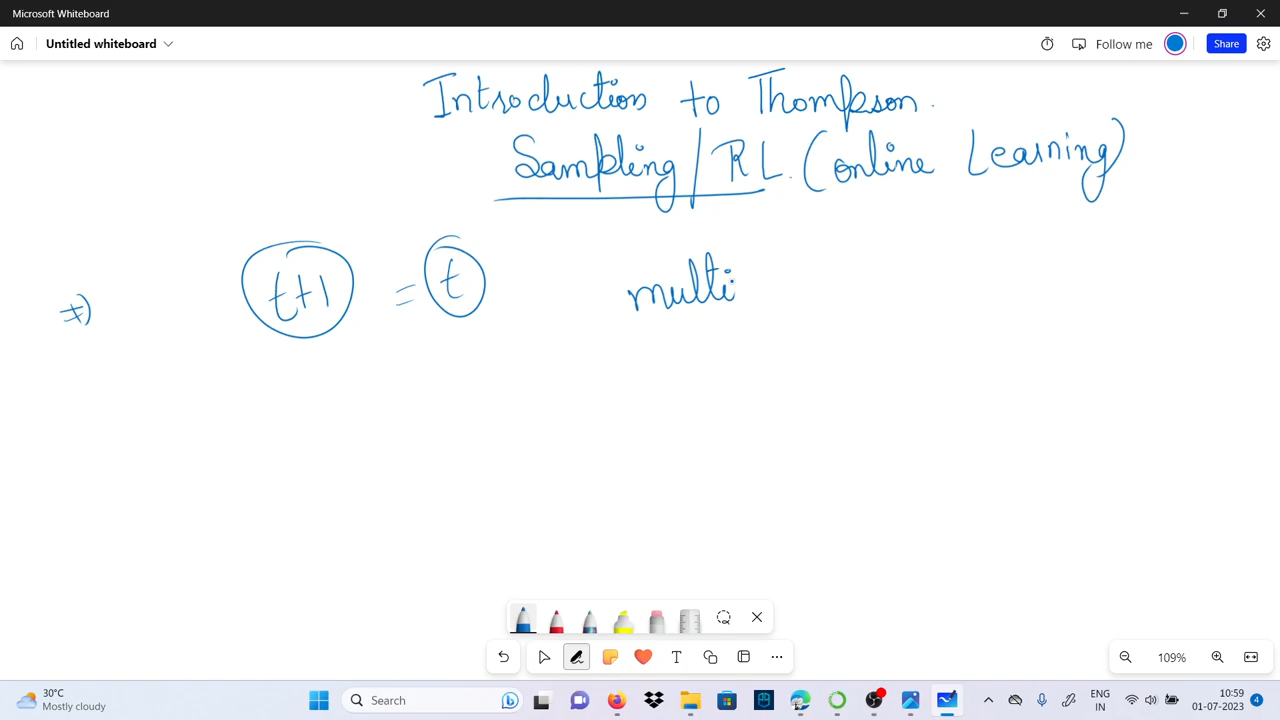 Microsoft Whiteboard
Untitled whiteboard
Follow me
Share
Introduction to Thompson.
Sampling / RL. (online Learning)
=) t+1 = t multi
109%
30°C
Mostly cloudy
Search
ENG
IN
10:59
01-07-2023
4